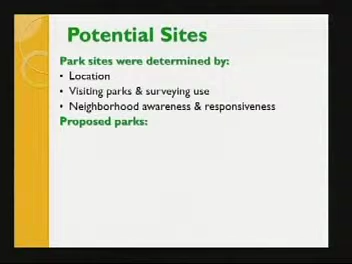 Potential Sites
Park sites were determined by:
• Location
• Visiting parks & surveying use
• Neighborhood awareness & responsiveness
Proposed parks: